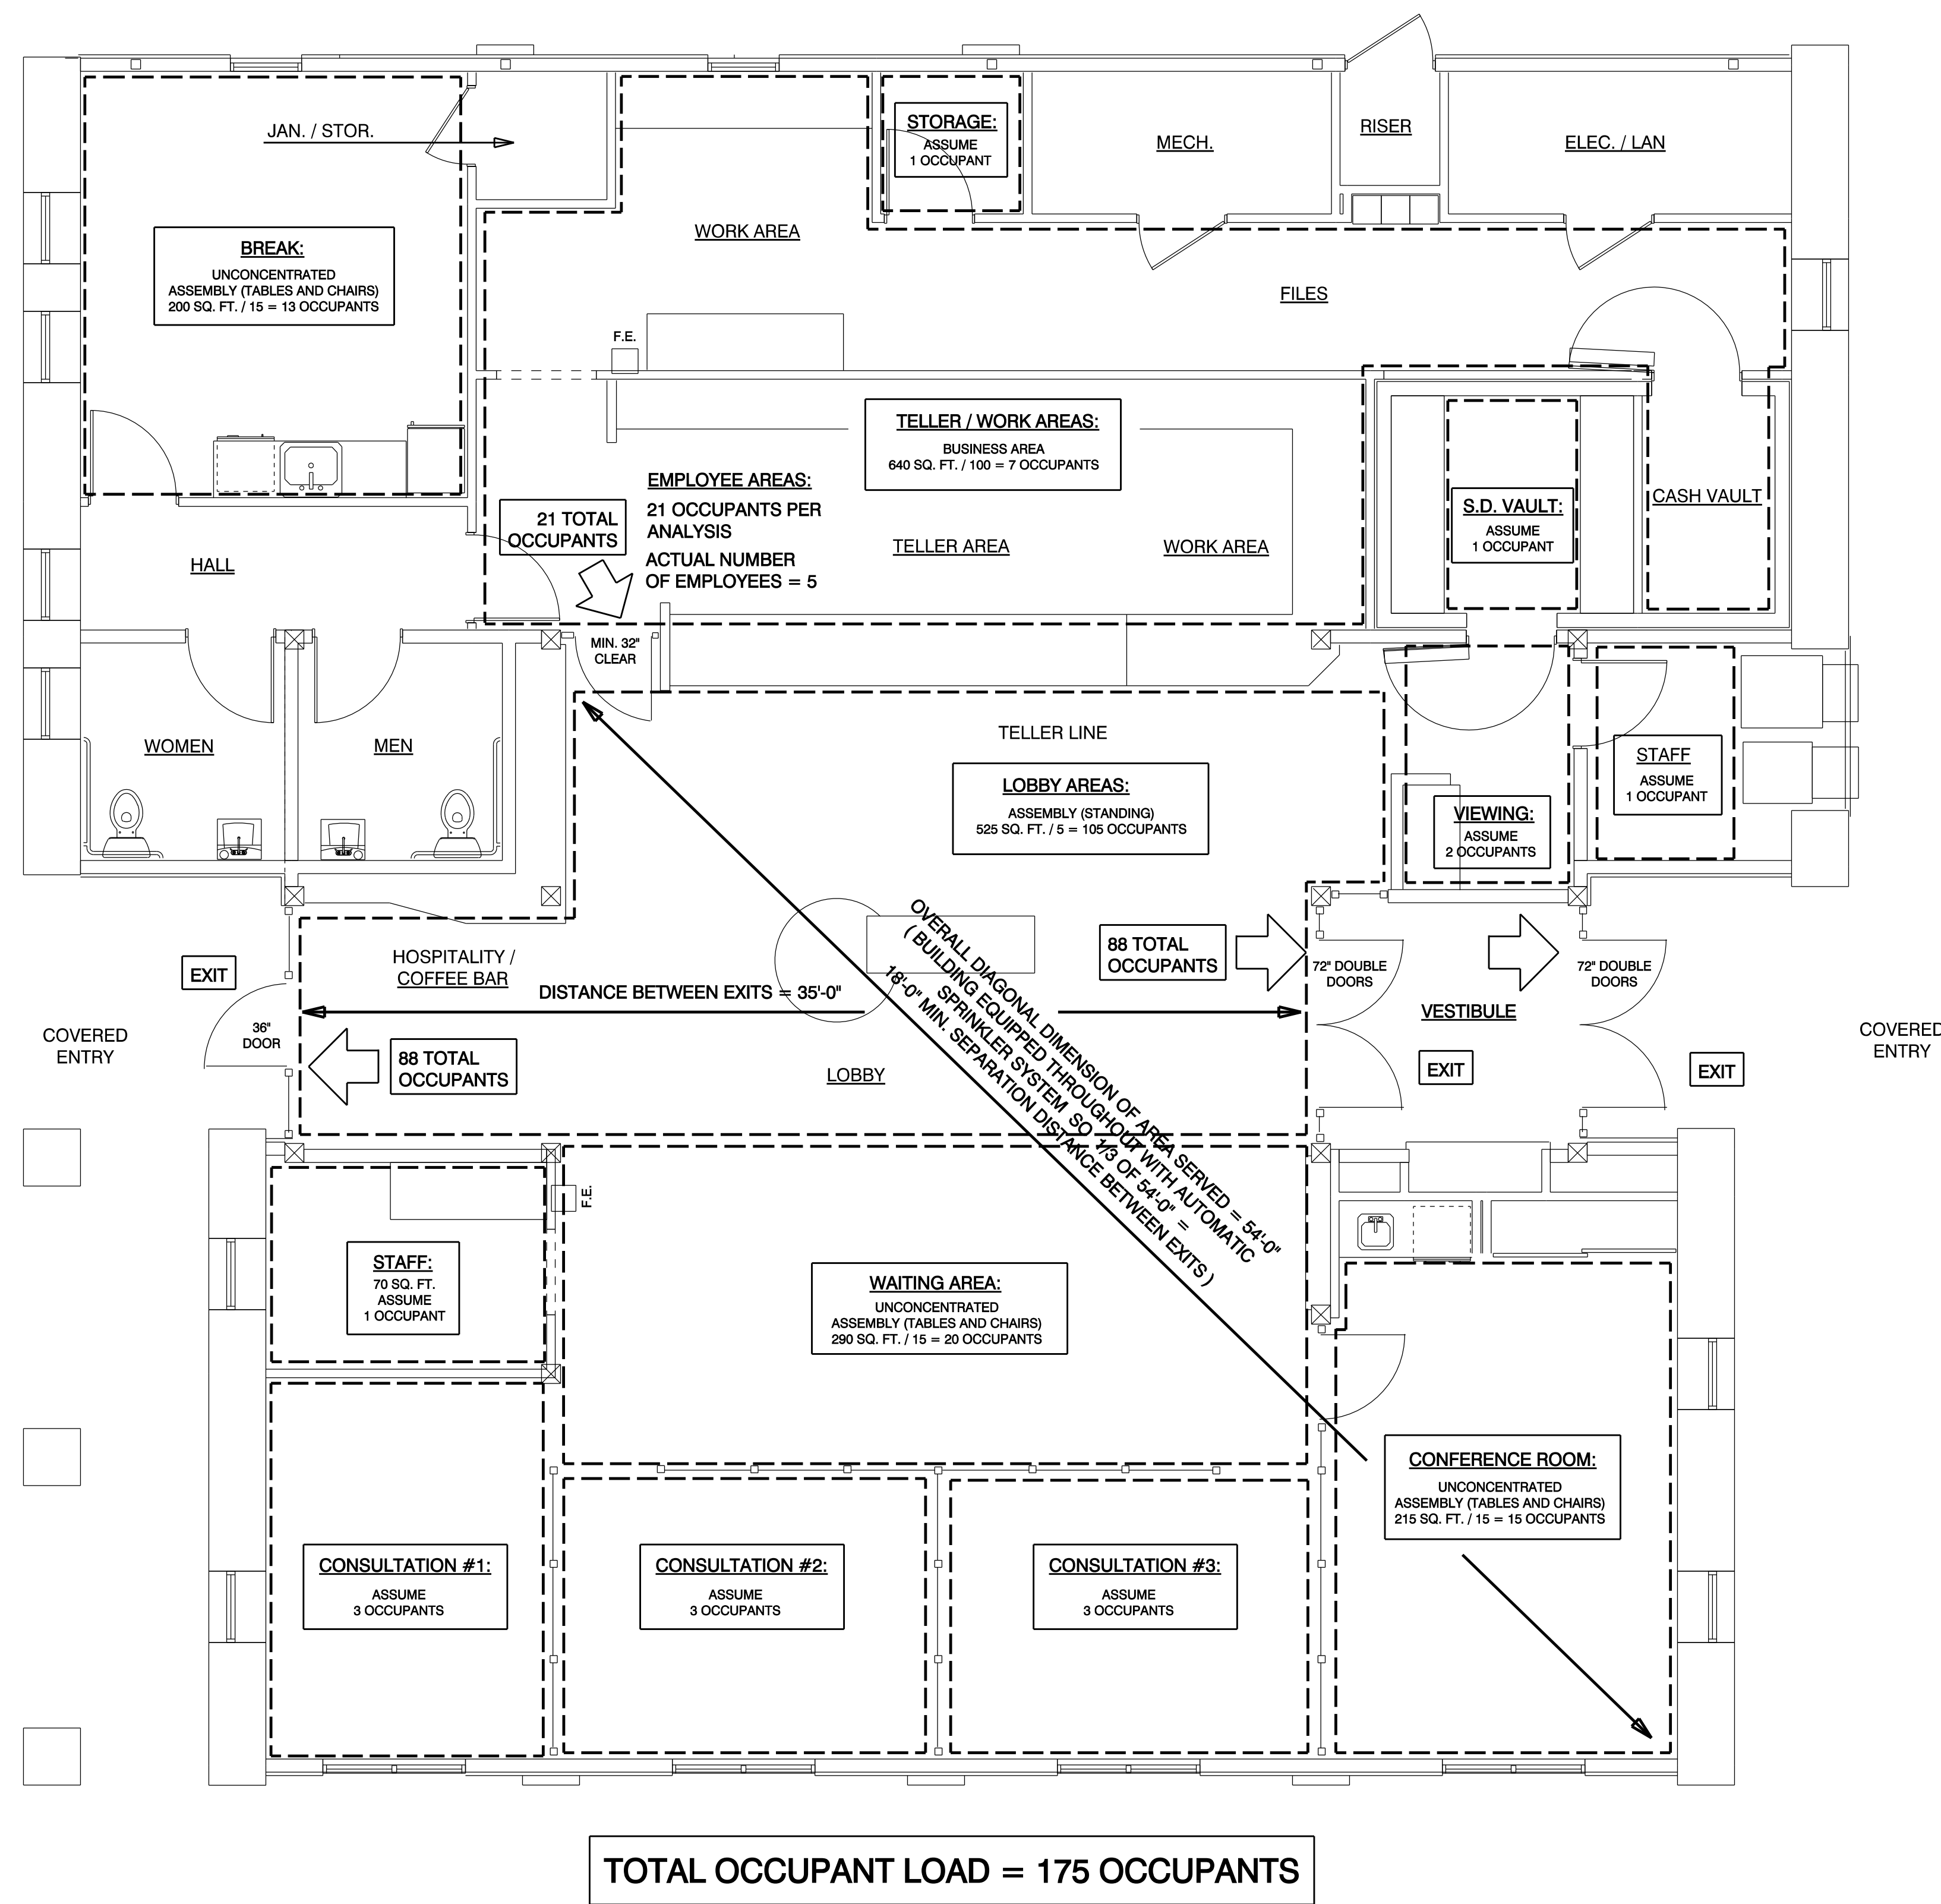 JAN. / STOR.
STORAGE:
ASSUME
1 OCCUPANT
MECH.
RISER
ELEC. / LAN
BREAK:
UNCONCENTRATED
ASSEMBLY (TABLES AND CHAIRS)
200 SQ. FT. / 15 = 13 OCCUPANTS
WORK AREA
FILES
F.E.
TELLER / WORK AREAS:
BUSINESS AREA
640 SQ. FT. / 100 = 7 OCCUPANTS
EMPLOYEE AREAS:
21 OCCUPANTS PER
ANALYSIS
ACTUAL NUMBER
OF EMPLOYEES = 5
21 TOTAL
OCCUPANTS
TELLER AREA
WORK AREA
S.D. VAULT:
ASSUME
1 OCCUPANT
CASH VAULT
HALL
MIN. 32"
CLEAR
WOMEN
MEN
TELLER LINE
LOBBY AREAS:
ASSEMBLY (STANDING)
525 SQ. FT. / 5 = 105 OCCUPANTS
VIEWING:
ASSUME
2 OCCUPANTS
STAFF
ASSUME
1 OCCUPANT
HOSPITALITY /
COFFEE BAR
EXIT
88 TOTAL
OCCUPANTS
72" DOUBLE
DOORS
72" DOUBLE
DOORS
DISTANCE BETWEEN EXITS = 35'-0"
VESTIBULE
COVERED
ENTRY
36"
DOOR
88 TOTAL
OCCUPANTS
LOBBY
EXIT
EXIT
COVERED
ENTRY
OVERALL DIAGONAL DIMENSION OF AREA SERVED = 54'-0"
( BUILDING EQUIPPED THROUGHOUT WITH AUTOMATIC
SPRINKLER SYSTEM SO 1/3 OF 54'-0" =
18'-0" MIN. SEPARATION DISTANCE BETWEEN EXITS )
F.E.
STAFF:
70 SQ. FT.
ASSUME
1 OCCUPANT
WAITING AREA:
UNCONCENTRATED
ASSEMBLY (TABLES AND CHAIRS)
290 SQ. FT. / 15 = 20 OCCUPANTS
CONFERENCE ROOM:
UNCONCENTRATED
ASSEMBLY (TABLES AND CHAIRS)
215 SQ. FT. / 15 = 15 OCCUPANTS
CONSULTATION #1:
ASSUME
3 OCCUPANTS
CONSULTATION #2:
ASSUME
3 OCCUPANTS
CONSULTATION #3:
ASSUME
3 OCCUPANTS
TOTAL OCCUPANT LOAD = 175 OCCUPANTS